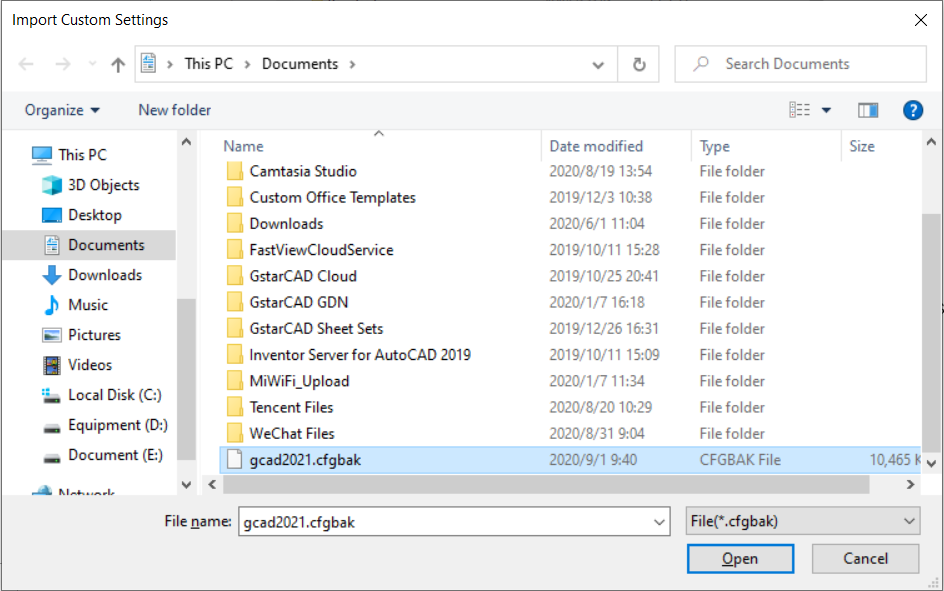 Import Custom Settings
This PC > Documents >
Search Documents
Organize
New folder
?
Name
Date modified
Type
Size
This PC
3D Objects
Desktop
Documents
Downloads
Music
Pictures
Videos
Local Disk (C:)
Equipment (D:)
Document (E:)
Network
Camtasia Studio 2020/8/19 13:54 File folder
Custom Office Templates 2019/12/3 10:38 File folder
Downloads 2020/6/1 11:04 File folder
FastViewCloudService 2019/10/11 15:28 File folder
GstarCAD Cloud 2019/10/25 20:41 File folder
GstarCAD GDN 2020/1/7 16:18 File folder
GstarCAD Sheet Sets 2019/12/26 16:31 File folder
Inventor Server for AutoCAD 2019 2019/10/11 15:09 File folder
MiWiFi_Upload 2020/1/7 11:34 File folder
Tencent Files 2020/8/20 10:29 File folder
WeChat Files 2020/8/31 9:04 File folder
gcad2021.cfgbak 2020/9/1 9:40 CFGBAK File 10,465 K
File name: gcad2021.cfgbak
File(*.cfgbak)
Open
Cancel